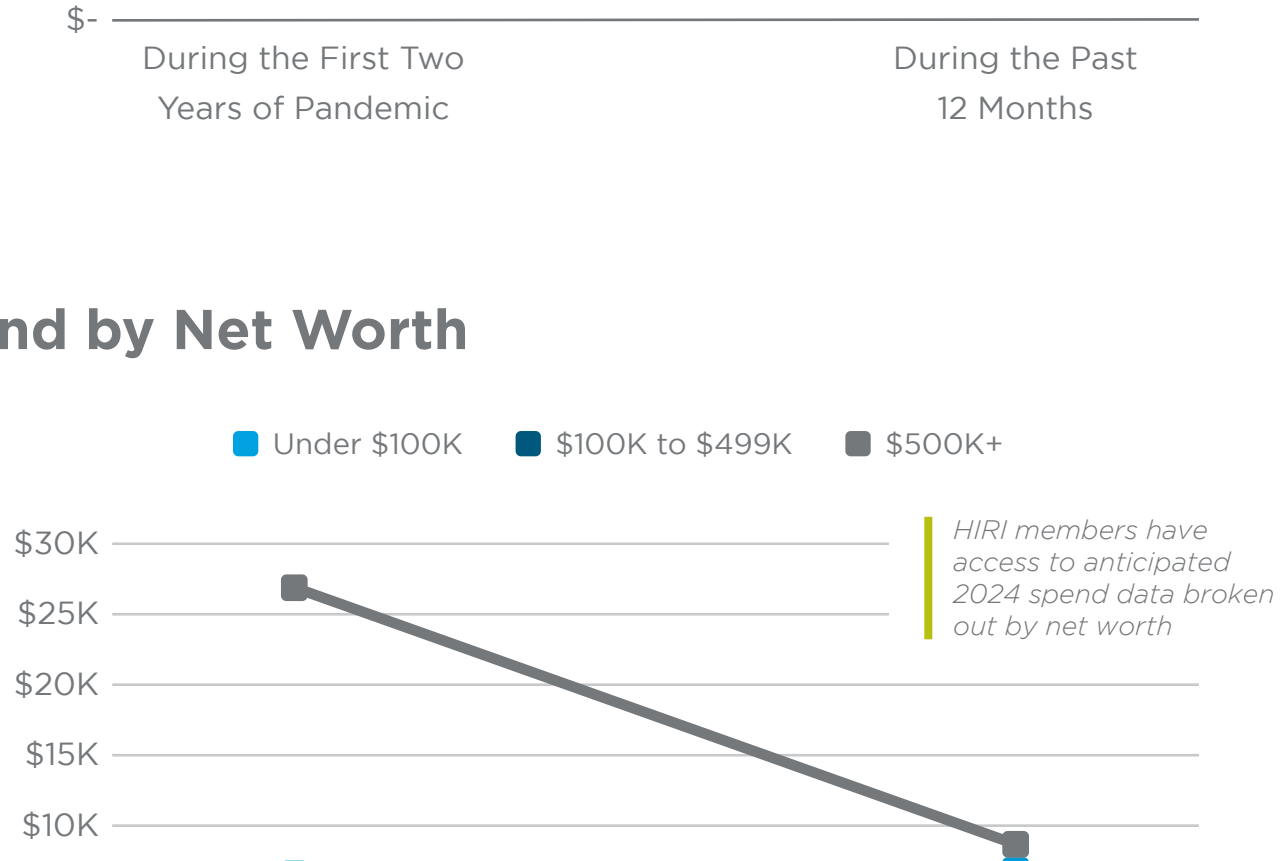 $-
During the First Two
Years of Pandemic
During the Past
12 Months
nd by Net Worth
Under $100K
$100K to $499K
$500K+
HIRI members have
access to anticipated
2024 spend data broken
out by net worth
$30K
$25K
$20K
$15K
$10K